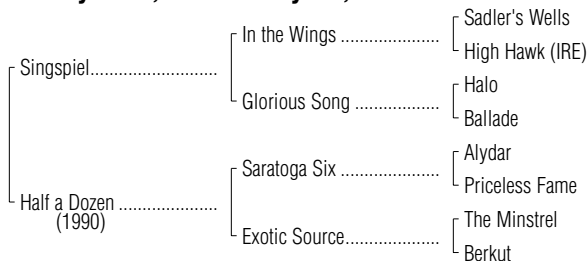 Sadler's Wells
In the Wings ....................
High Hawk (IRE)
Singspiel..........................
Halo
Glorious Song .................
Ballade
Alydar
Saratoga Six ....................
Priceless Fame
Half a Dozen ....................
(1990)
The Minstrel
Exotic Source...................
Berkut